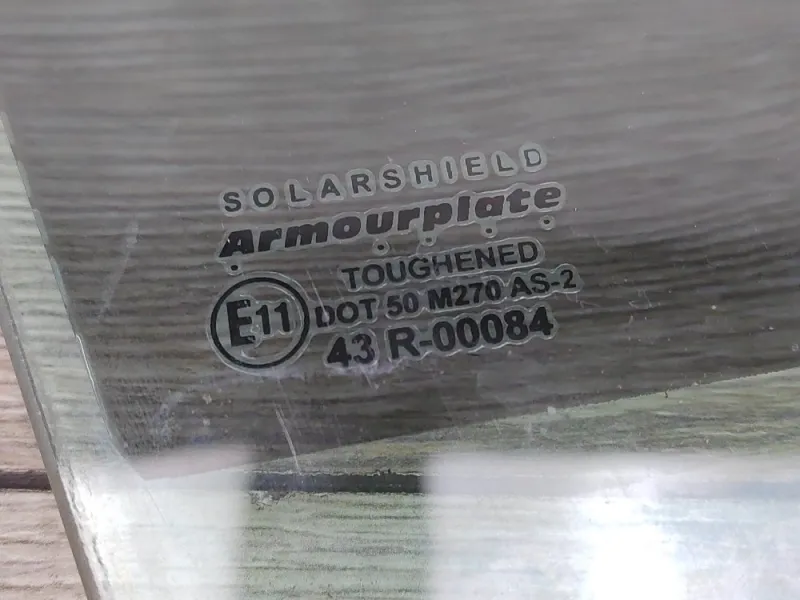 SOLARSHIELD
Armourplate
TOUGHENED
E11 DOT 50 M270 AS-2
43 R-00084